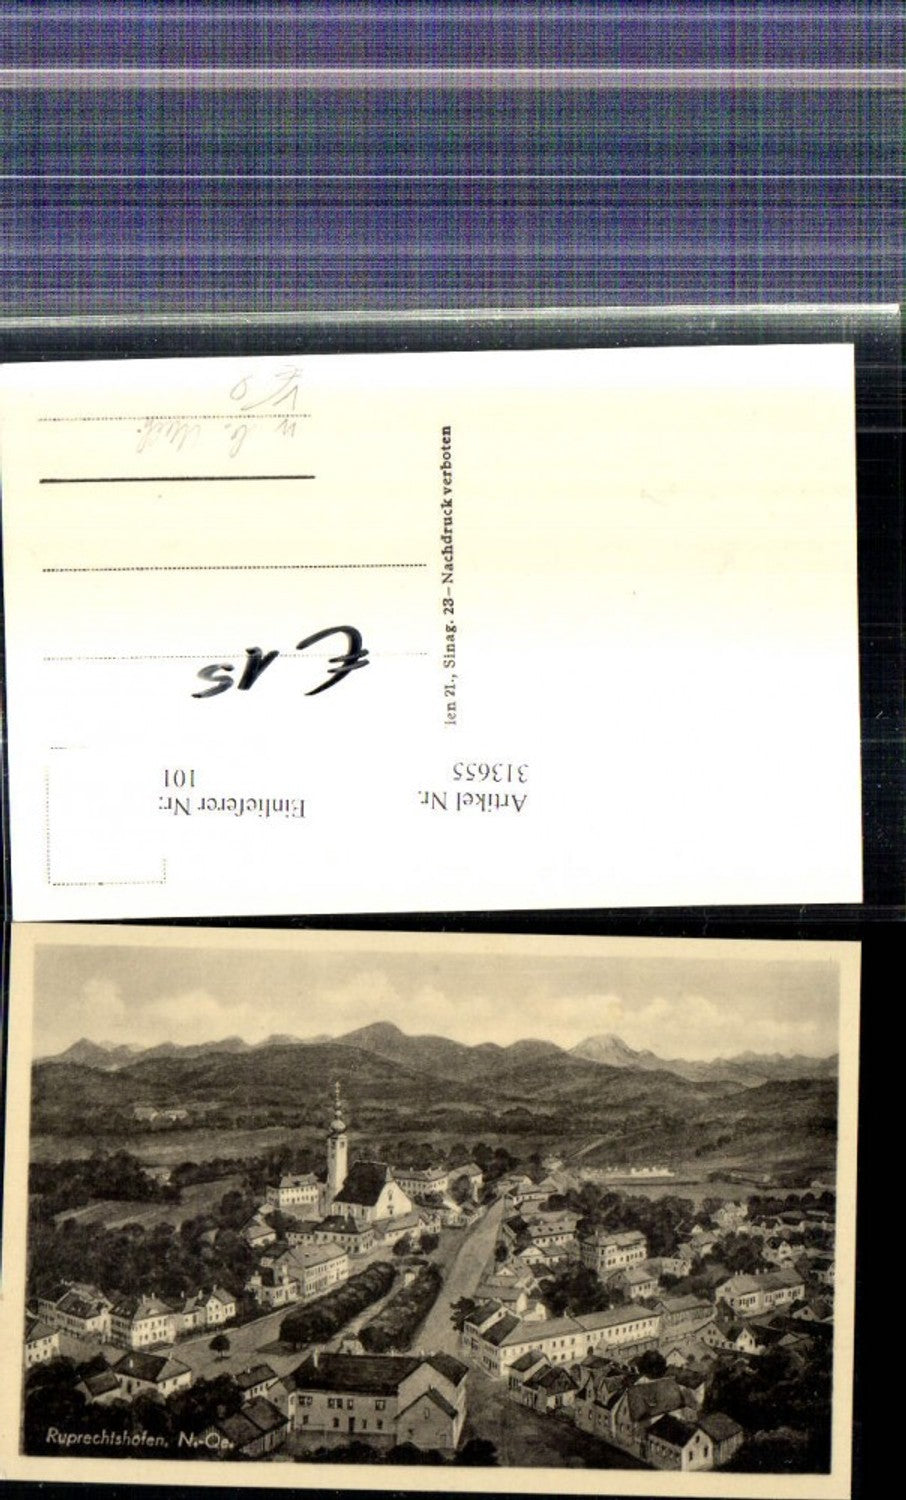 € 15
len 21., Sinag. 23 — Nachdruck verboten
Einlieferer Nr.:
101
Artikel Nr.
313655
Ruprechtshofen, N.-Oe.